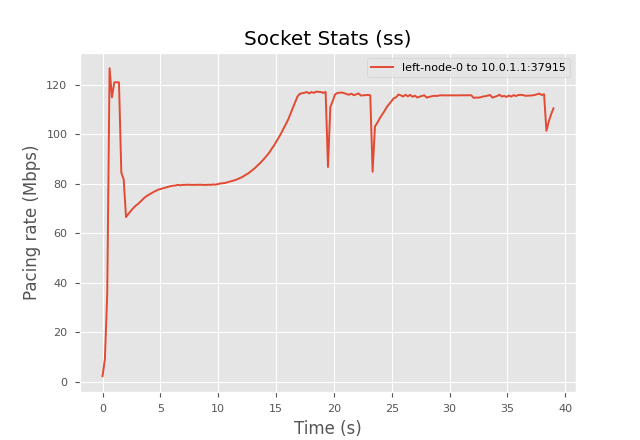 Socket Stats (ss)
left-node-0 to 10.0.1.1:37915
Pacing rate (Mbps)
120
100
80
60
40
20
0
0 5 10 15 20 25 30 35 40
Time (s)